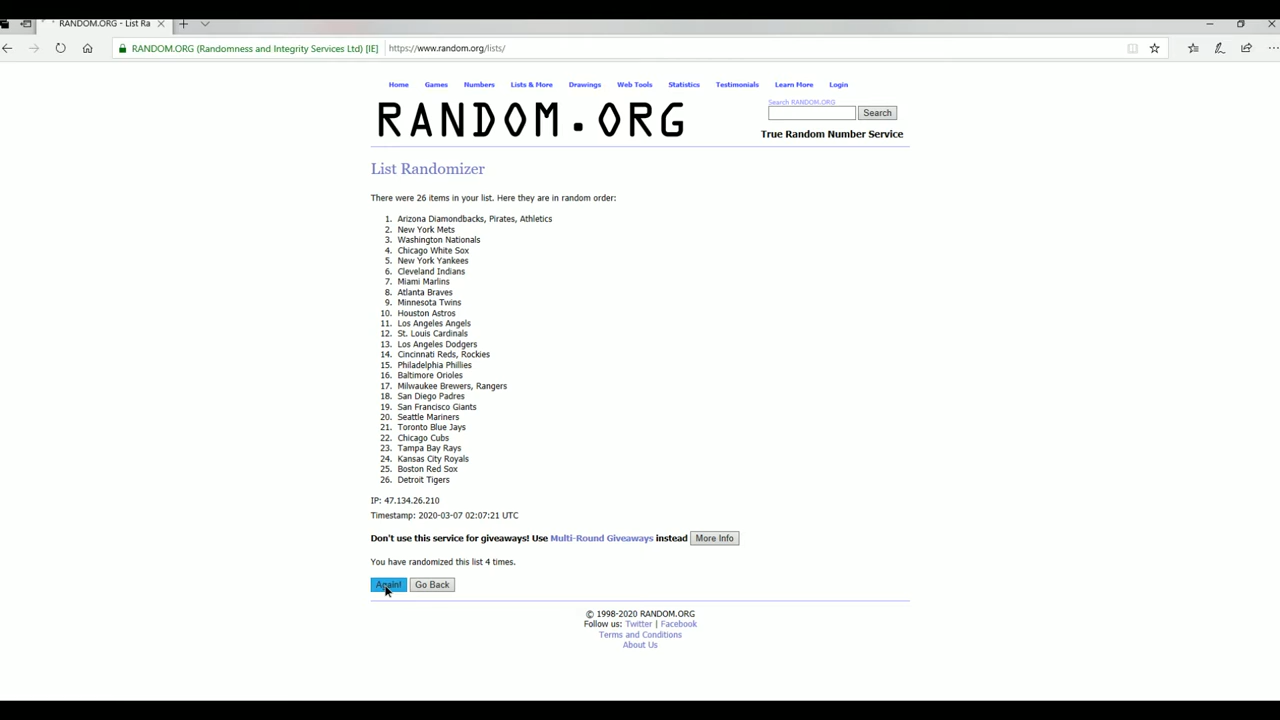 RANDOM.ORG - List Ra
RANDOM.ORG (Randomness and Integrity Services Ltd) [IE] https://www.random.org/lists/
Home Games Numbers Lists & More Drawings Web Tools Statistics Testimonials Learn More Login
RANDOM.ORG
Search RANDOM.ORG
Search
True Random Number Service
List Randomizer
There were 26 items in your list. Here they are in random order:
1. Arizona Diamondbacks, Pirates, Athletics
2. New York Mets
3. Washington Nationals
4. Chicago White Sox
5. New York Yankees
6. Cleveland Indians
7. Miami Marlins
8. Atlanta Braves
9. Minnesota Twins
10. Houston Astros
11. Los Angeles Angels
12. St. Louis Cardinals
13. Los Angeles Dodgers
14. Cincinnati Reds, Rockies
15. Philadelphia Phillies
16. Baltimore Orioles
17. Milwaukee Brewers, Rangers
18. San Diego Padres
19. San Francisco Giants
20. Seattle Mariners
21. Toronto Blue Jays
22. Chicago Cubs
23. Tampa Bay Rays
24. Kansas City Royals
25. Boston Red Sox
26. Detroit Tigers
IP: 47.134.26.210
Timestamp: 2020-03-07 02:07:21 UTC
Don't use this service for giveaways! Use Multi-Round Giveaways instead More Info
You have randomized this list 4 times.
Again! Go Back
© 1998-2020 RANDOM.ORG
Follow us: Twitter | Facebook
Terms and Conditions
About Us